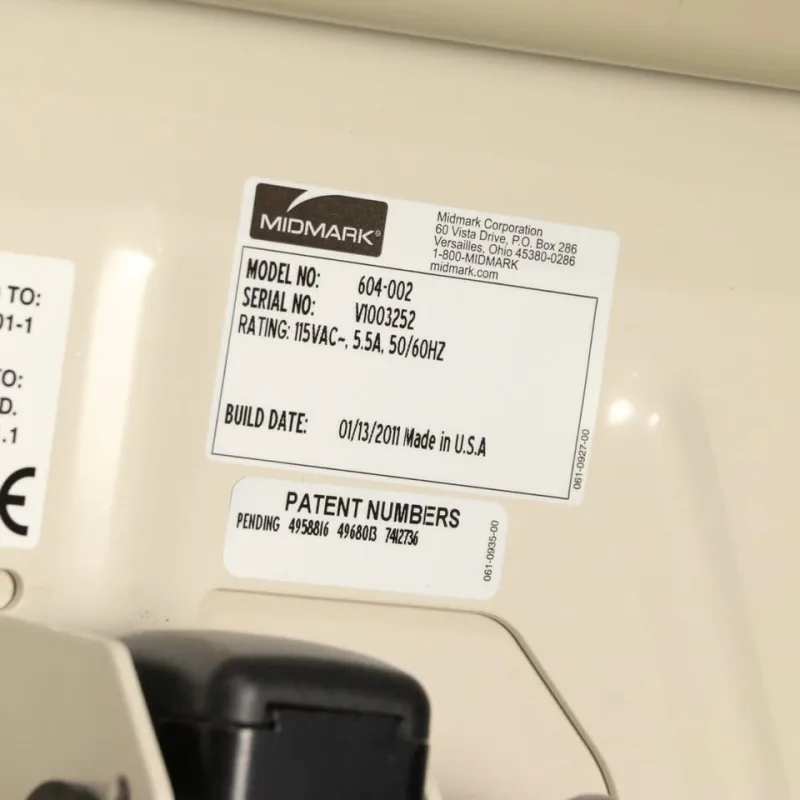 MIDMARK®
Midmark Corporation
60 Vista Drive, P.O. Box 286
Versailles, Ohio 45380-0286
1-800-MIDMARK
midmark.com
MODEL NO: 604-002
SERIAL NO: V1003252
RATING: 115VAC~, 5.5A, 50/60HZ
BUILD DATE: 01/13/2011 Made in U.S.A
061-0927-00
PATENT NUMBERS
PENDING 4958816 4968013 7412736
061-0935-00
TO:
01-1
TO:
D.
.1
CE